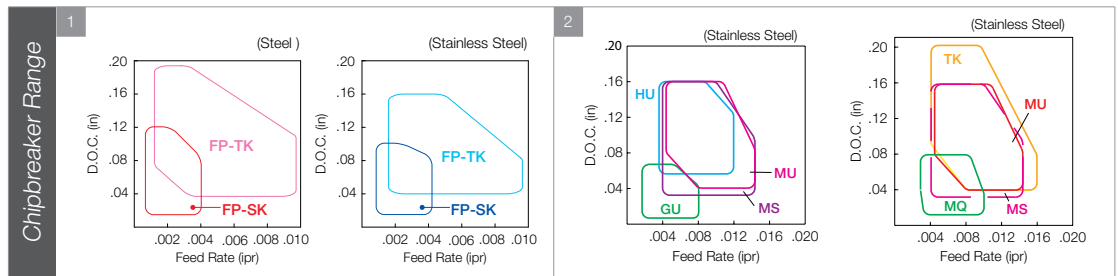 Chipbreaker Range
1
(Steel )
D.O.C. (in)
.20
.16
.12
.08
.04
FP-TK
FP-SK
.002 .004 .006 .008 .010
Feed Rate (ipr)
(Stainless Steel)
D.O.C. (in)
.20
.16
.12
.08
.04
FP-TK
FP-SK
.002 .004 .006 .008 .010
Feed Rate (ipr)
2
(Stainless Steel)
D.O.C. (in)
.20
.16
.12
.08
.04
HU
MU
GU
MS
.004 .008 .012 .016 .020
Feed Rate (ipr)
(Stainless Steel)
D.O.C. (in)
.20
.16
.12
.08
.04
TK
MU
MQ
MS
.004 .008 .012 .016 .020
Feed Rate (ipr)